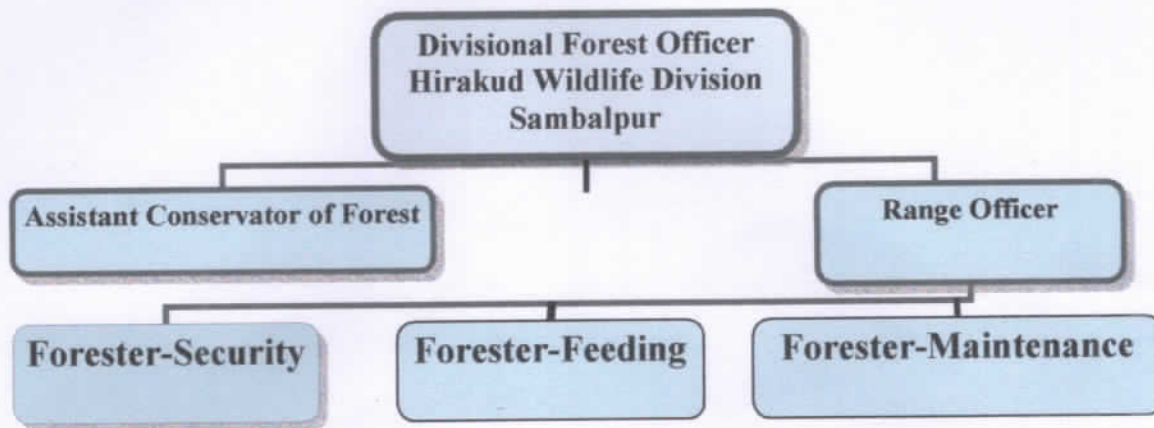 Divisional Forest Officer
Hirakud Wildlife Division
Sambalpur
Assistant Conservator of Forest
Range Officer
Forester-Security
Forester-Feeding
Forester-Maintenance